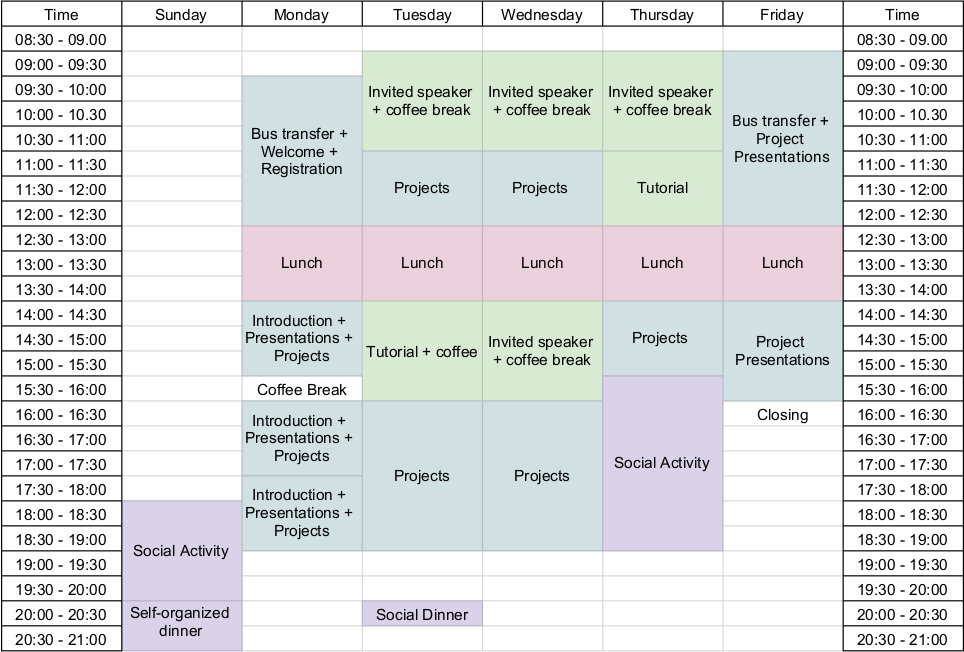 Time Sunday Monday Tuesday Wednesday Thursday Friday Time
08:30 - 09.00 08:30 - 09.00
09:00 - 09:30 09:00 - 09:30
09:30 - 10:00 09:30 - 10:00
Invited speaker Invited speaker Invited speaker
+ coffee break + coffee break + coffee break
10:00 - 10.30 10:00 - 10.30
10:30 - 11:00 10:30 - 11:00
Bus transfer +
Welcome +
Registration
Bus transfer +
Project
Presentations
11:00 - 11:30 11:00 - 11:30
11:30 - 12:00 Projects Projects Tutorial 11:30 - 12:00
12:00 - 12:30 12:00 - 12:30
12:30 - 13:00 12:30 - 13:00
13:00 - 13:30 Lunch Lunch Lunch Lunch Lunch 13:00 - 13:30
13:30 - 14:00 13:30 - 14:00
14:00 - 14:30 14:00 - 14:30
Introduction +
Presentations +
Projects
14:30 - 15:00 Projects 14:30 - 15:00
Tutorial + coffee
Invited speaker
+ coffee break
Project
Presentations
15:00 - 15:30 15:00 - 15:30
15:30 - 16:00 Coffee Break 15:30 - 16:00
16:00 - 16:30 Closing 16:00 - 16:30
Introduction +
Presentations +
Projects
16:30 - 17:00 16:30 - 17:00
17:00 - 17:30 Social Activity 17:00 - 17:30
Projects Projects
17:30 - 18:00 17:30 - 18:00
Introduction +
Presentations +
Projects
18:00 - 18:30 18:00 - 18:30
18:30 - 19:00 18:30 - 19:00
Social Activity
19:00 - 19:30 19:00 - 19:30
19:30 - 20:00 19:30 - 20:00
20:00 - 20:30 Social Dinner 20:00 - 20:30
Self-organized
dinner
20:30 - 21:00 20:30 - 21:00